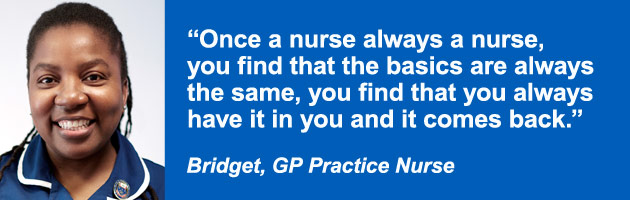 “Once a nurse always a nurse,
you find that the basics are always
the same, you find that you always
have it in you and it comes back.”
Bridget, GP Practice Nurse